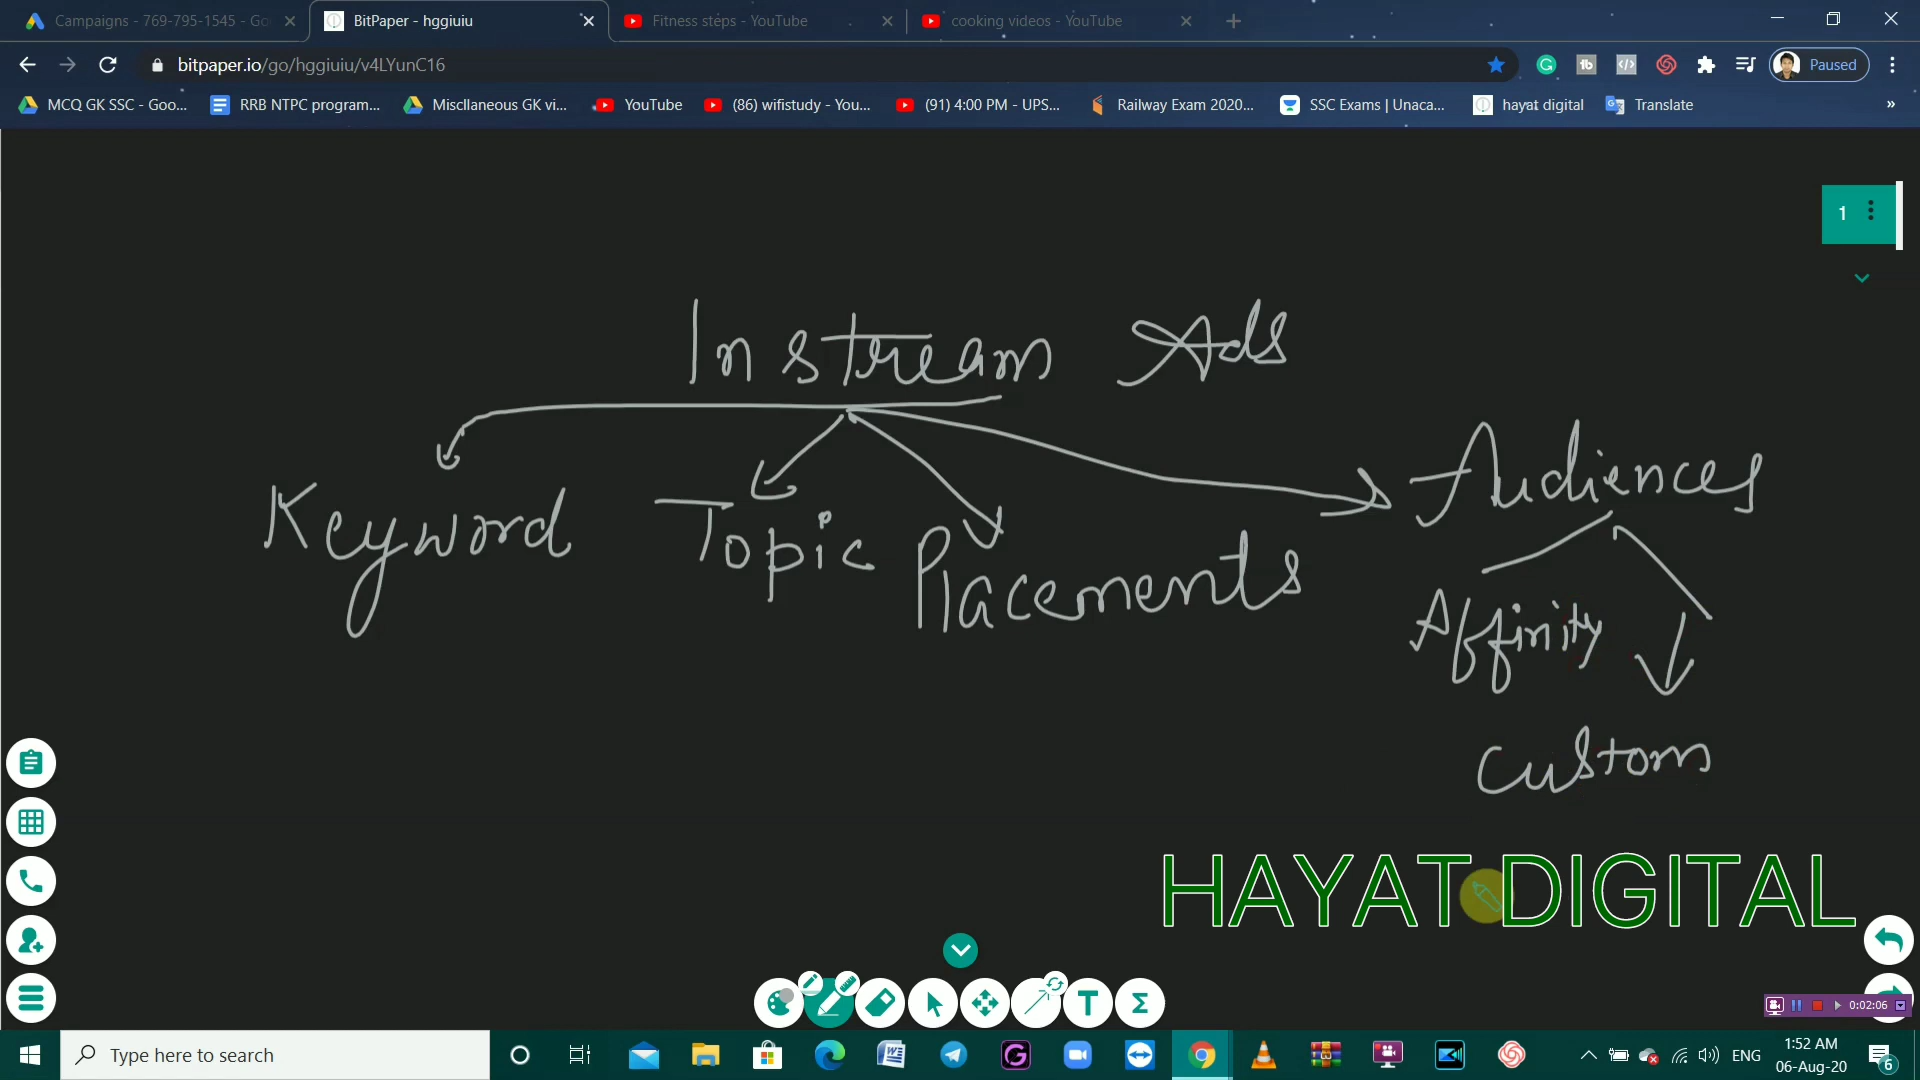 Campaigns - 769-795-1545 - Go
BitPaper - hggiuiu
Fitness steps - YouTube
cooking videos - YouTube
bitpaper.io/go/hggiuiu/v4LYunC16
Paused
MCQ GK SSC - Goo...
RRB NTPC program...
Miscllaneous GK vi...
YouTube
(86) wifistudy - You...
(91) 4:00 PM - UPS...
Railway Exam 2020...
SSC Exams | Unaca...
hayat digital
Translate
»
1
Instream Ads
Keyword Topic Placements Audiences
Affinity
Custom
HAYAT DIGITAL
T Σ
0:02:06
Type here to search
ENG
1:52 AM
06-Aug-20
6